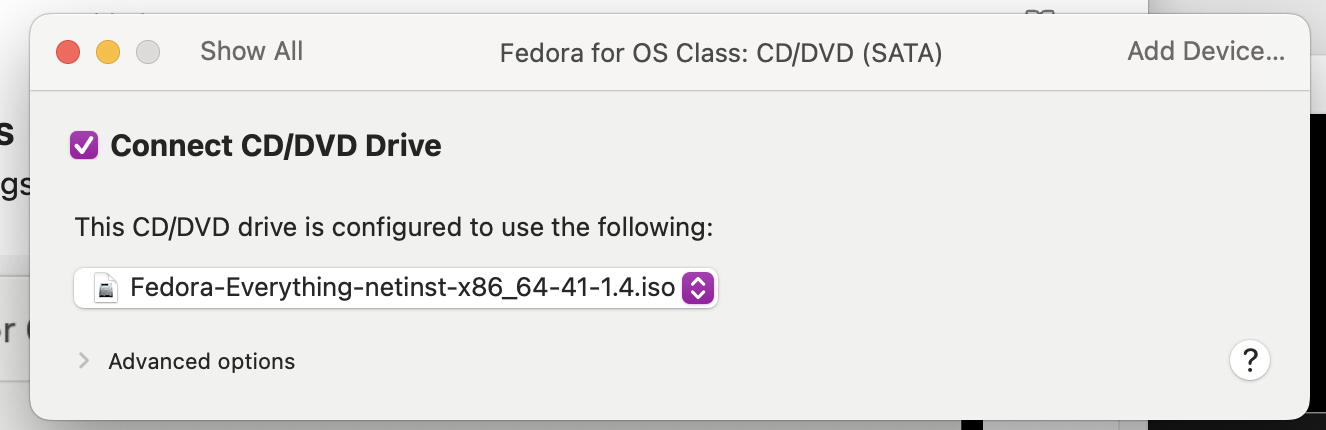 Show All
Fedora for OS Class: CD/DVD (SATA)
Add Device...
Connect CD/DVD Drive
This CD/DVD drive is configured to use the following:
Fedora-Everything-netinst-x86_64-41-1.4.iso
Advanced options
?